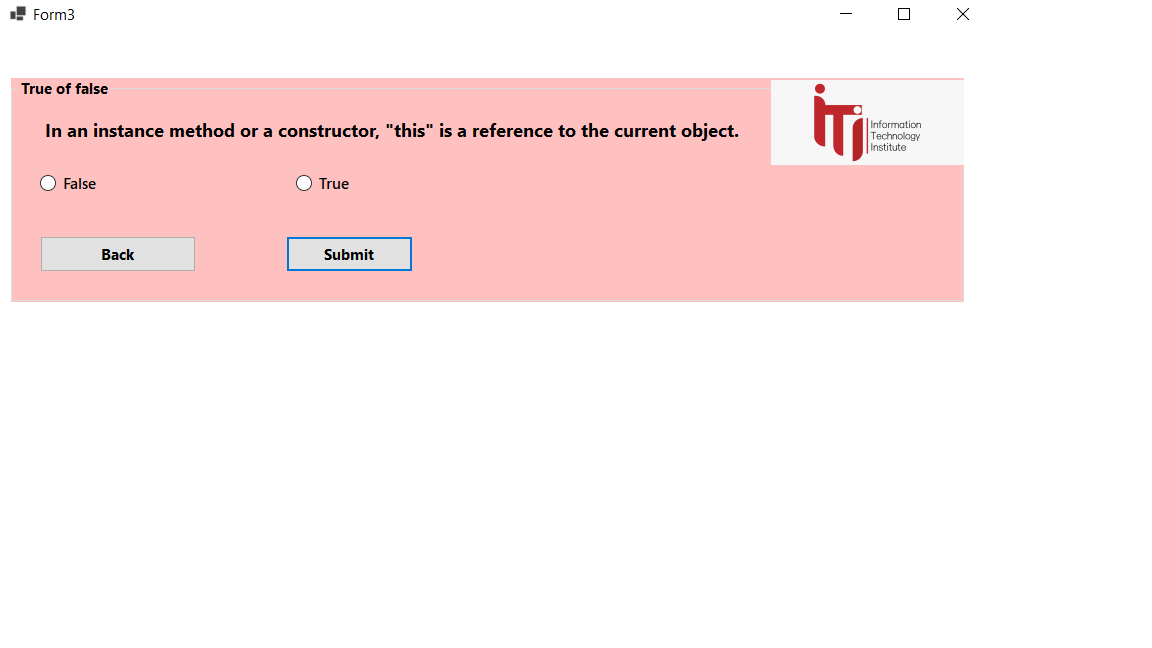 Form3
True of false
In an instance method or a constructor, "this" is a reference to the current object.
Information
Technology
Institute
False
True
Back
Submit